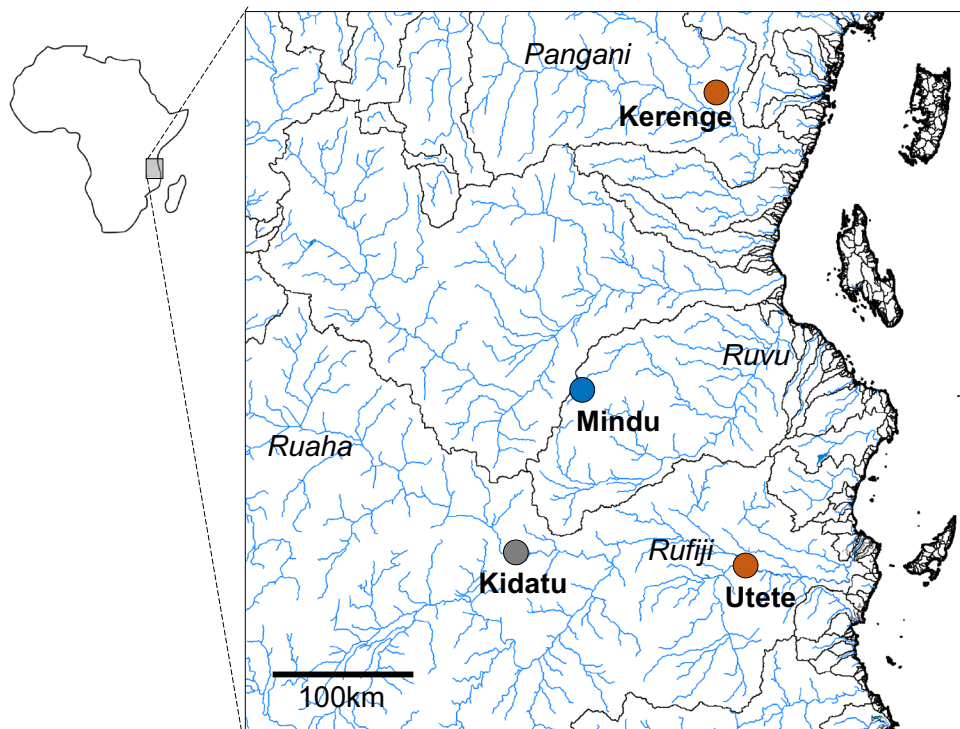 Pangani
Kerenge
Ruvu
Mindu
Ruaha
Rufiji
Kidatu
Utete
100km